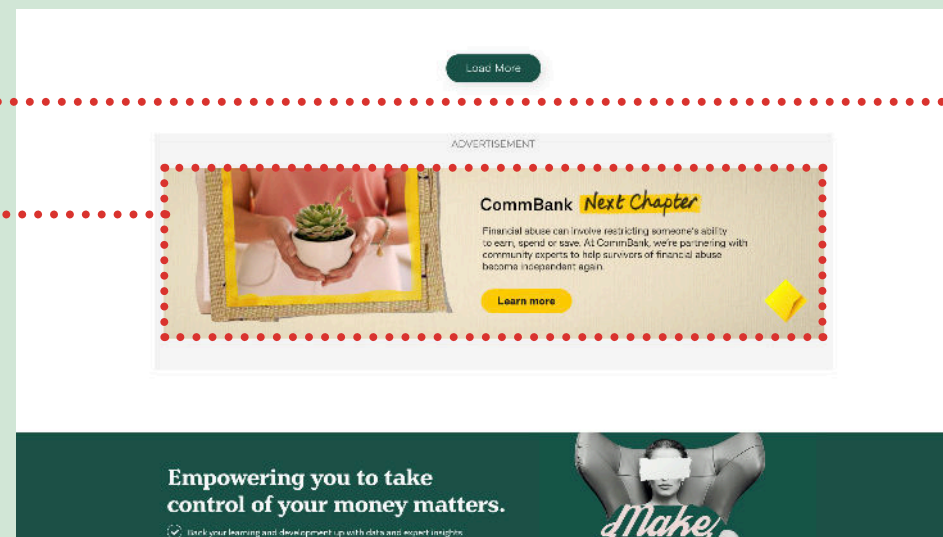 Load More
ADVERTISEMENT
CommBank Next Chapter
Financial abuse can involve restricting someone's ability
to earn, spend or save. At CommBank, we're partnering with
community experts to help survivors of financial abuse
become independent again.
Learn more
Empowering you to take
control of your money matters.
Back your learning and development up with data and expert insights
Make